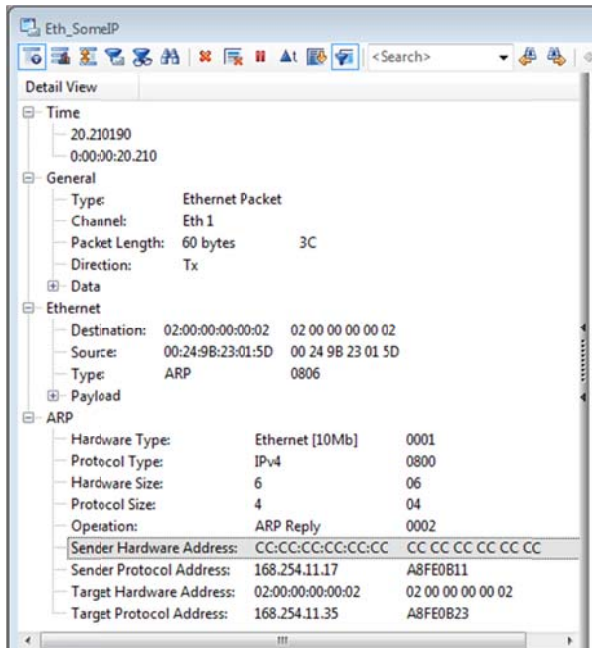 Eth_SomeIP
<Search>
Detail View
Time
20.210190
0:00:00:20.210
General
Type: Ethernet Packet
Channel: Eth 1
Packet Length: 60 bytes 3C
Direction: Tx
Data
Ethernet
Destination: 02:00:00:00:00:02 02 00 00 00 00 02
Source: 00:24:9B:23:01:5D 00 24 9B 23 01 5D
Type: ARP 0806
Payload
ARP
Hardware Type: Ethernet [10Mb] 0001
Protocol Type: IPv4 0800
Hardware Size: 6 06
Protocol Size: 4 04
Operation: ARP Reply 0002
Sender Hardware Address: CC:CC:CC:CC:CC:CC CC CC CC CC CC CC
Sender Protocol Address: 168.254.11.17 A8FE0B11
Target Hardware Address: 02:00:00:00:00:02 02 00 00 00 00 02
Target Protocol Address: 168.254.11.35 A8FE0B23